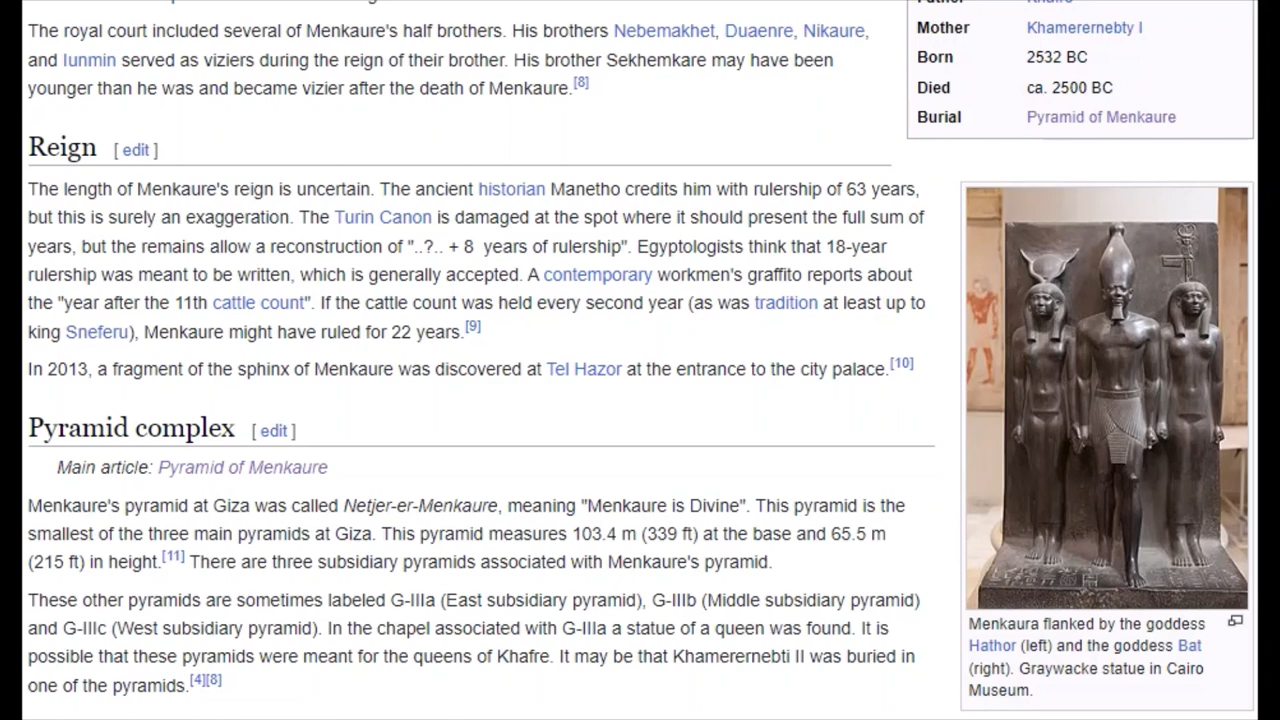 The royal court included several of Menkaure's half brothers. His brothers Nebemakhet, Duaenre, Nikaure,
and Iunmin served as viziers during the reign of their brother. His brother Sekhemkare may have been
younger than he was and became vizier after the death of Menkaure.[8]
Mother Khamerernebty I
Born 2532 BC
Died ca. 2500 BC
Burial Pyramid of Menkaure
Reign [ edit ]
The length of Menkaure's reign is uncertain. The ancient historian Manetho credits him with rulership of 63 years,
but this is surely an exaggeration. The Turin Canon is damaged at the spot where it should present the full sum of
years, but the remains allow a reconstruction of "..?.. + 8 years of rulership". Egyptologists think that 18-year
rulership was meant to be written, which is generally accepted. A contemporary workmen's graffito reports about
the "year after the 11th cattle count". If the cattle count was held every second year (as was tradition at least up to
king Sneferu), Menkaure might have ruled for 22 years.[9]
In 2013, a fragment of the sphinx of Menkaure was discovered at Tel Hazor at the entrance to the city palace.[10]
Pyramid complex [ edit ]
Main article: Pyramid of Menkaure
Menkaure's pyramid at Giza was called Netjer-er-Menkaure, meaning "Menkaure is Divine". This pyramid is the
smallest of the three main pyramids at Giza. This pyramid measures 103.4 m (339 ft) at the base and 65.5 m
(215 ft) in height.[11] There are three subsidiary pyramids associated with Menkaure's pyramid.
These other pyramids are sometimes labeled G-IIIa (East subsidiary pyramid), G-IIIb (Middle subsidiary pyramid)
and G-IIIc (West subsidiary pyramid). In the chapel associated with G-IIIa a statue of a queen was found. It is
possible that these pyramids were meant for the queens of Khafre. It may be that Khamerernebti II was buried in
one of the pyramids.[4][8]
Menkaura flanked by the goddess
Hathor (left) and the goddess Bat
(right). Graywacke statue in Cairo
Museum.